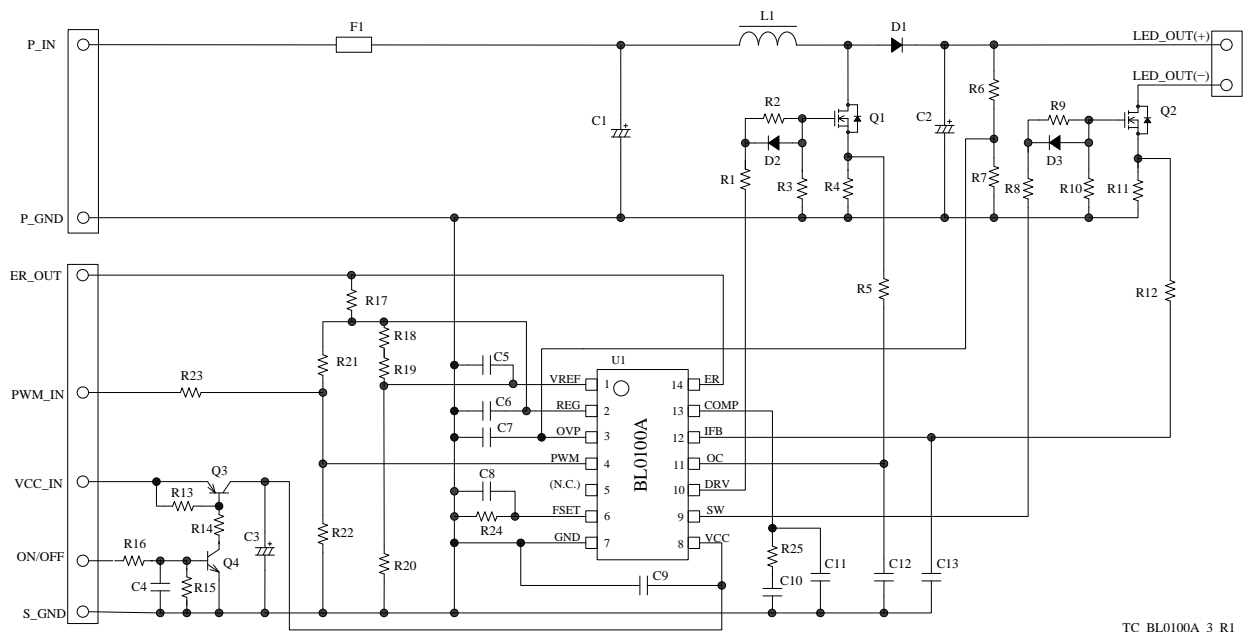 F1
L1
D1
P_IN
LED_OUT(+)
LED_OUT(−)
R6
R2
R9
C1
Q1
C2
Q2
D2
D3
R1
R3
R4
R7
R8
R10
R11
P_GND
ER_OUT
R17
R5
R12
R18
R21
R19
C5
U1
R23
VREF
1
14
ER
PWM_IN
C6
REG
2
13
COMP
C7
OVP
3
12
IFB
PWM
4
11
OC
BL0100A
Q3
C8
(N.C.)
5
10
DRV
VCC_IN
R13
R14
FSET
6
9
SW
R24
R22
C3
GND
7
8
VCC
ON/OFF
R16
Q4
R25
C11
C12
C13
R20
C4
R15
C9
C10
S_GND
TC_BL0100A_3_R1